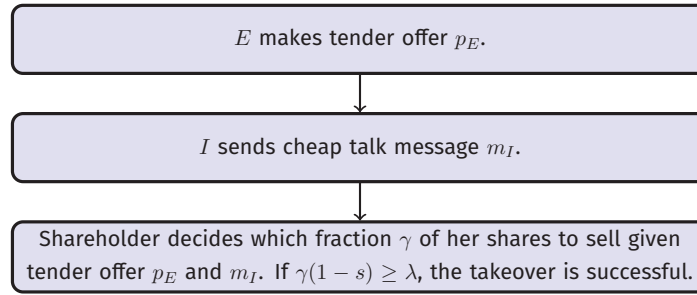 E makes tender offer p_E.
I sends cheap talk message m_I.
Shareholder decides which fraction γ of her shares to sell given
tender offer p_E and m_I. If γ(1 − s) ≥ λ, the takeover is successful.